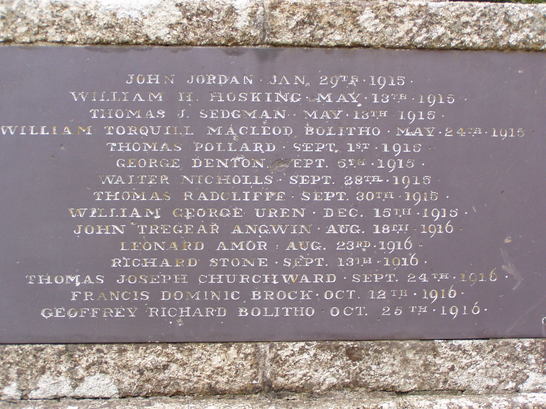 JOHN JORDAN · JAN. 29TH · 1915 ·
WILLIAM H. HOSKING · MAY · 13TH · 1915 ·
THOMAS J. SEDGMAN · MAY · 13TH · 1915 ·
WILLIAM TORQUILL MACLEOD BOLITHO · MAY · 24TH · 1915 ·
THOMAS POLLARD · SEPT. 1ST · 1915 ·
GEORGE DENTON · SEPT. 5TH · 1915 ·
WALTER NICHOLLS · SEPT. 28TH · 1915 ·
THOMAS RADCLIFFE · SEPT. 30TH · 1915 ·
WILLIAM GEORGE UREN · DEC. 15TH · 1915 ·
JOHN TREGEAR ANGWIN · AUG. 18TH · 1916 ·
LEONARD AMOR · AUG. 23RD · 1916 ·
RICHARD STONE · SEPT. 13TH · 1916 ·
THOMAS JOSEPH CHURCHWARD · SEPT. 24TH · 1916 ·
FRANCIS DOMINIC BROCK · OCT. 12TH · 1916 ·
GEOFFREY RICHARD BOLITHO · OCT. 25TH · 1916 ·